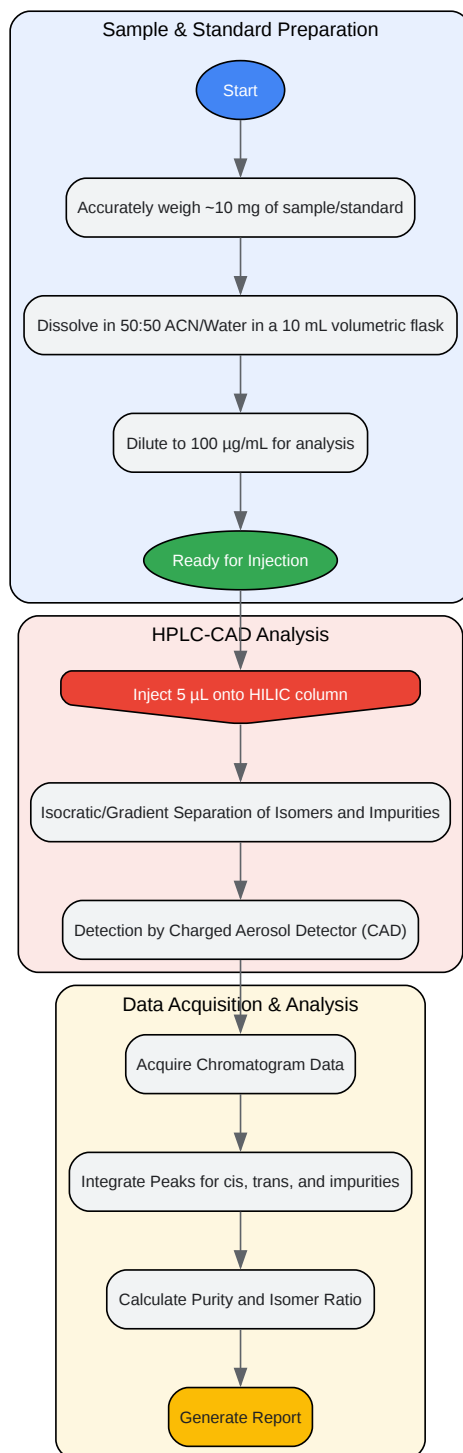 Sample & Standard Preparation
Start
Accurately weigh ~10 mg of sample/standard
Dissolve in 50:50 ACN/Water in a 10 mL volumetric flask
Dilute to 100 µg/mL for analysis
Ready for Injection
HPLC-CAD Analysis
Inject 5 µL onto HILIC column
Isocratic/Gradient Separation of Isomers and Impurities
Detection by Charged Aerosol Detector (CAD)
Data Acquisition & Analysis
Acquire Chromatogram Data
Integrate Peaks for cis, trans, and impurities
Calculate Purity and Isomer Ratio
Generate Report